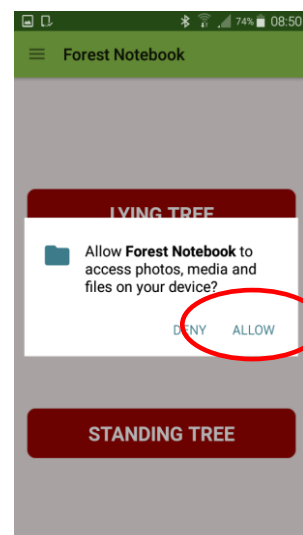 74% 08:50
Forest Notebook
LYING TREE
Allow Forest Notebook to
access photos, media and
files on your device?
DENY ALLOW
STANDING TREE